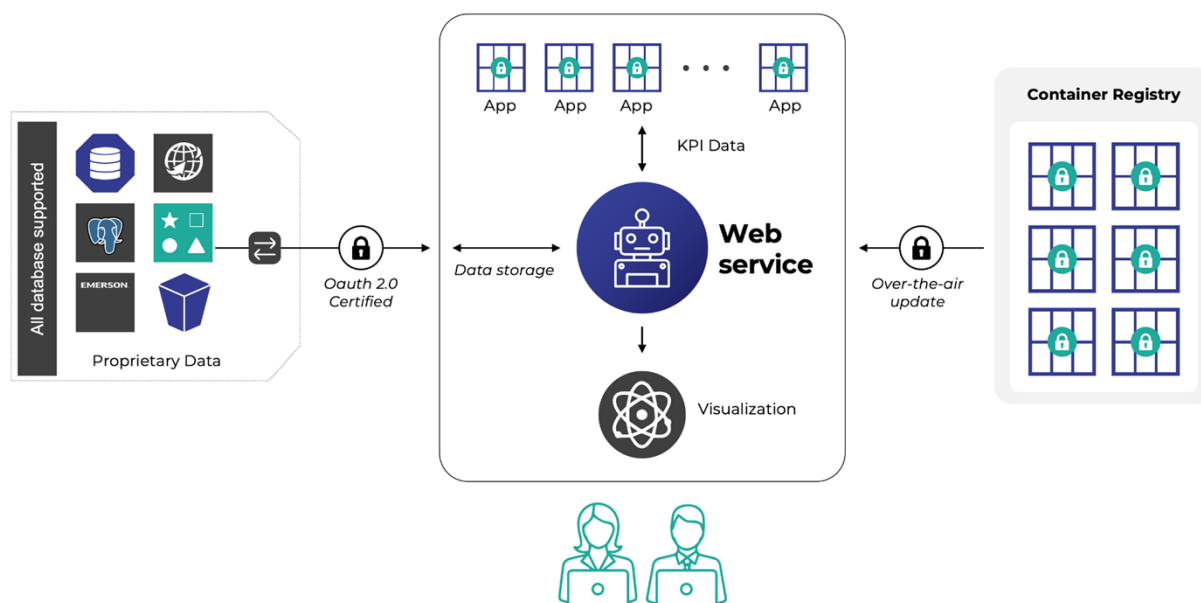 All database supported
EMERSON
Proprietary Data
Oauth 2.0
Certified
App
App
App
App
KPI Data
Data storage
Web
service
Visualization
Over-the-air
update
Container Registry